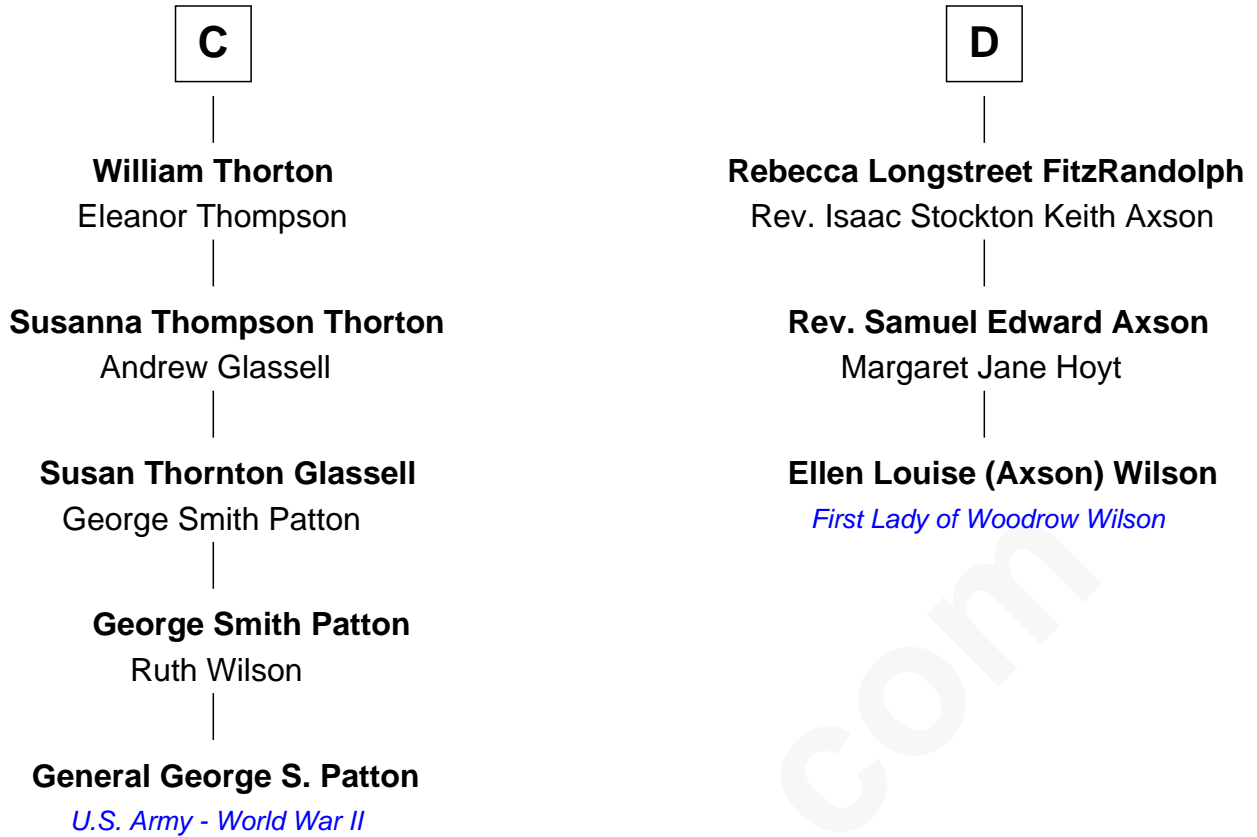 C
William Thorton
Eleanor Thompson
Susanna Thompson Thorton
Andrew Glassell
Susan Thornton Glassell
George Smith Patton
George Smith Patton
Ruth Wilson
General George S. Patton
U.S. Army - World War II
D
Rebecca Longstreet FitzRandolph
Rev. Isaac Stockton Keith Axson
Rev. Samuel Edward Axson
Margaret Jane Hoyt
Ellen Louise (Axson) Wilson
First Lady of Woodrow Wilson
com